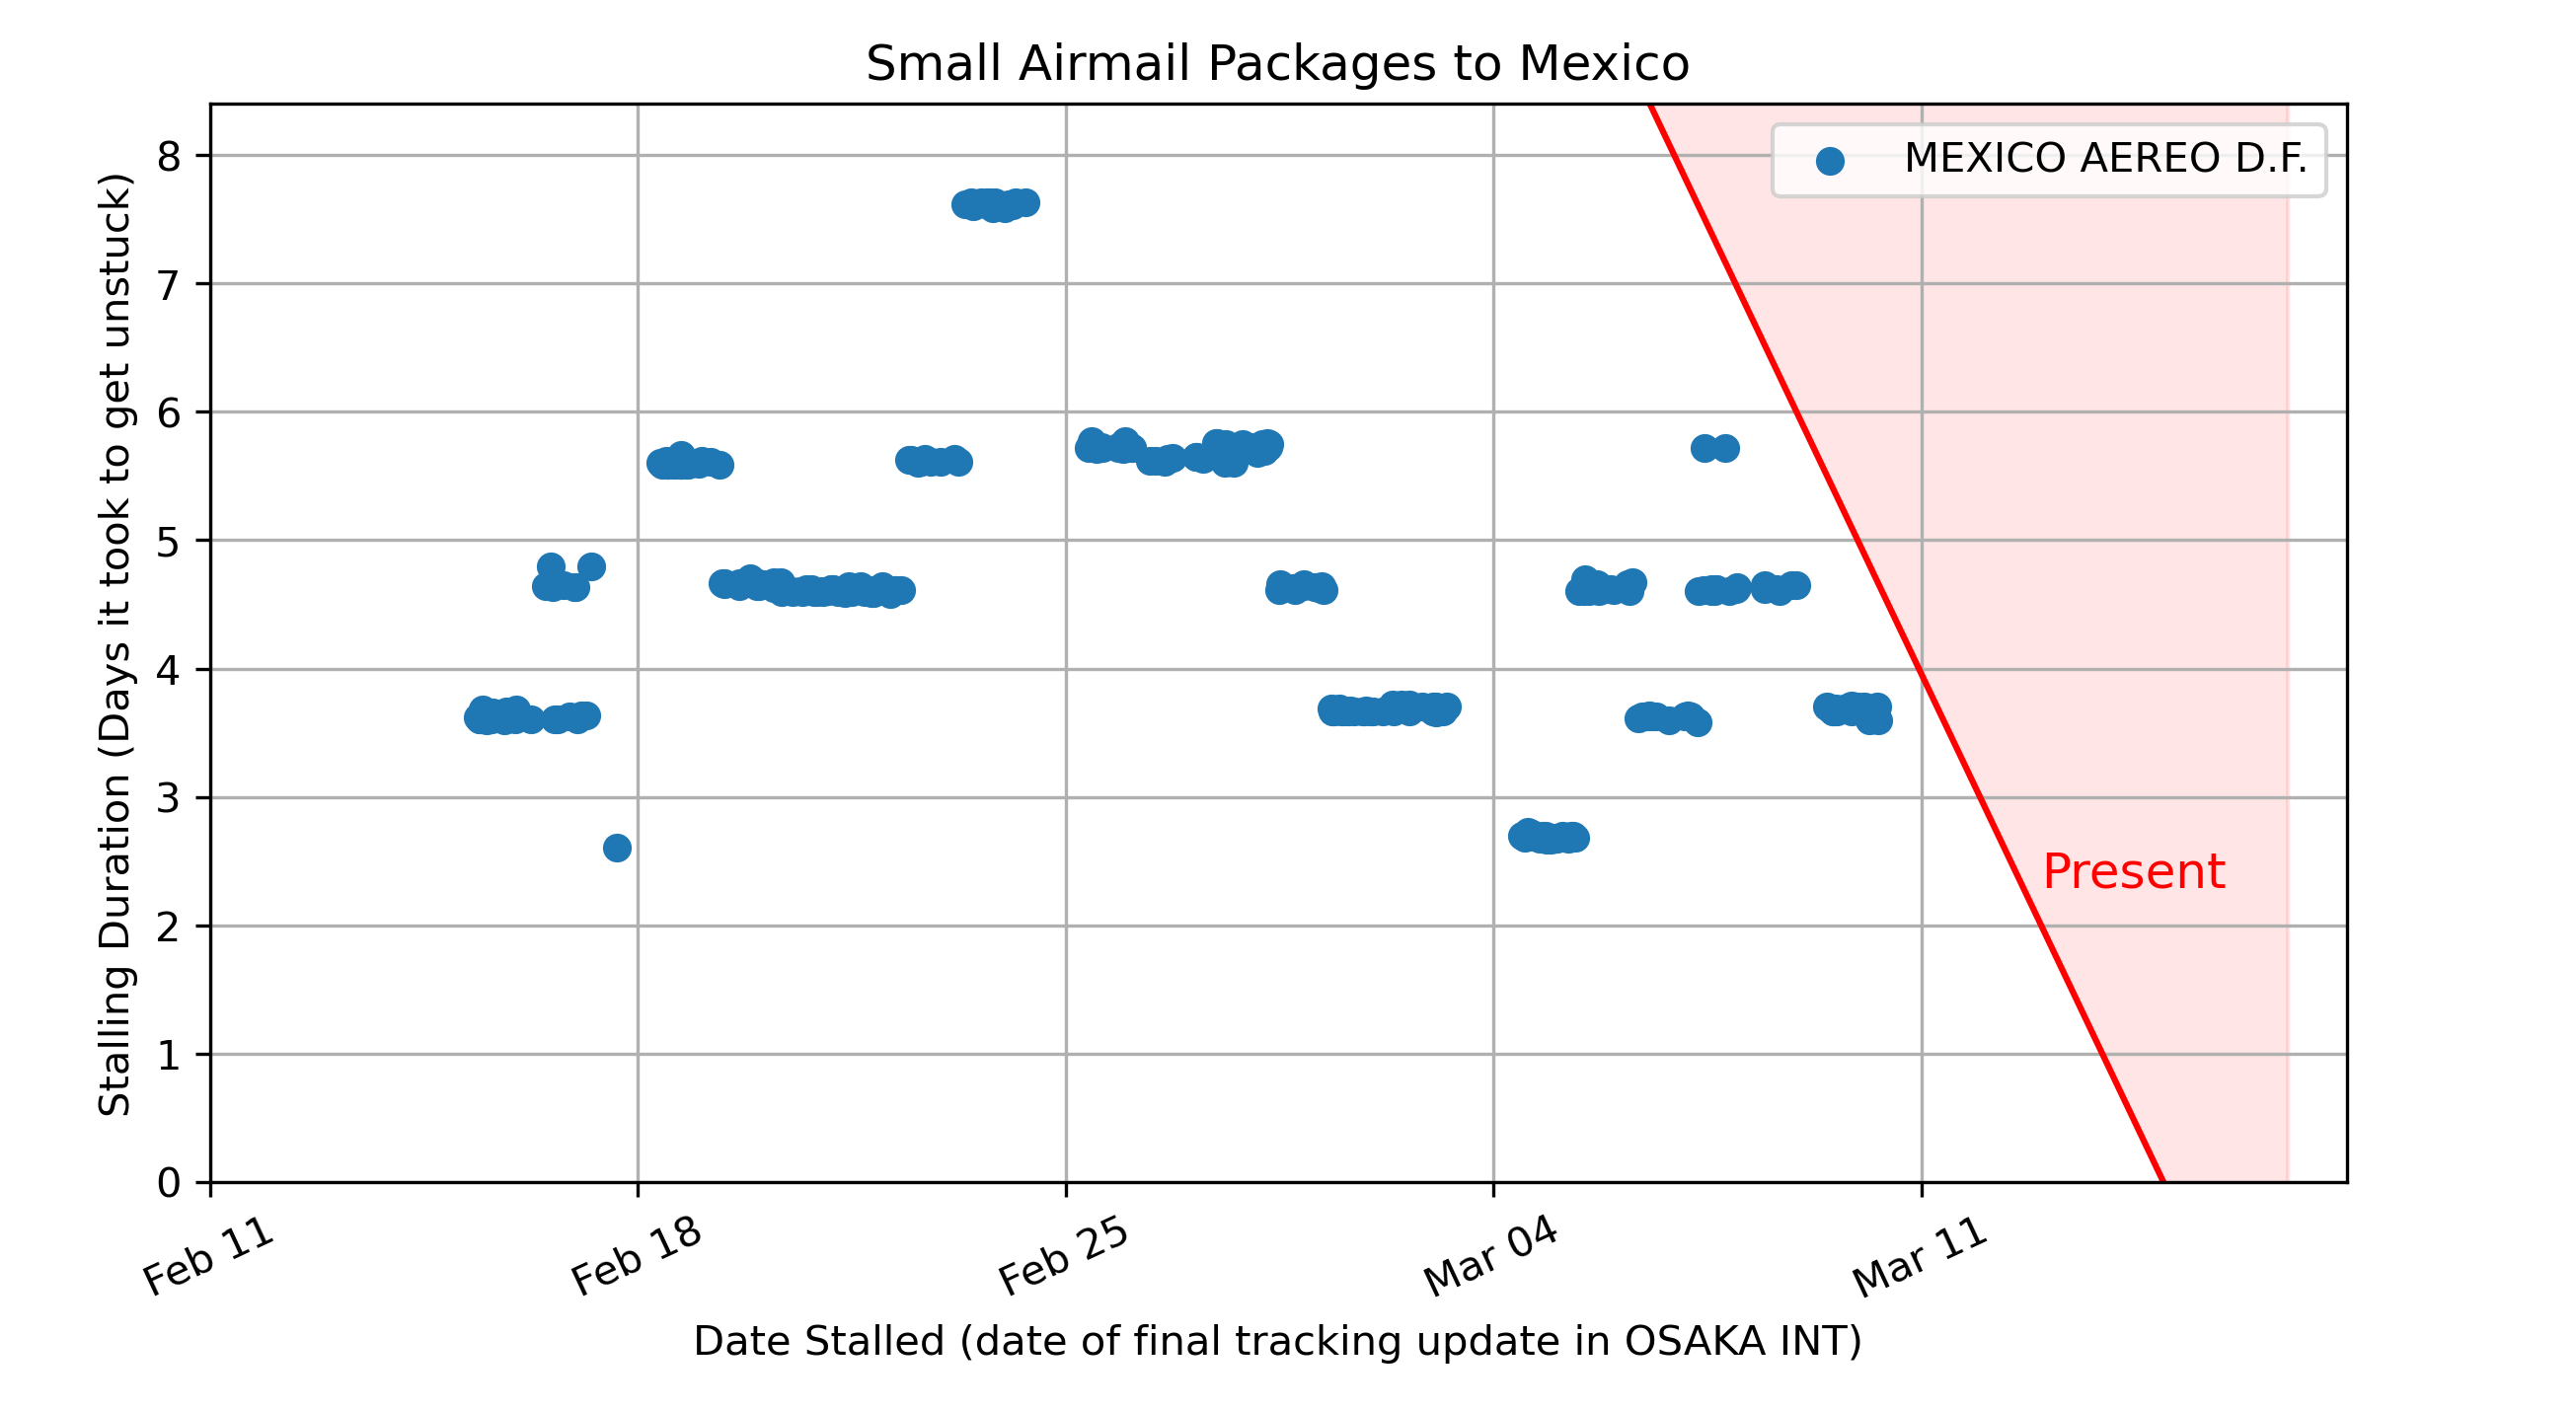 Small Airmail Packages to Mexico
MEXICO AEREO D.F.
Stalling Duration (Days it took to get unstuck)
8
7
6
5
4
3
2
1
0
Present
Feb 11
Feb 18
Feb 25
Mar 04
Mar 11
Date Stalled (date of final tracking update in OSAKA INT)